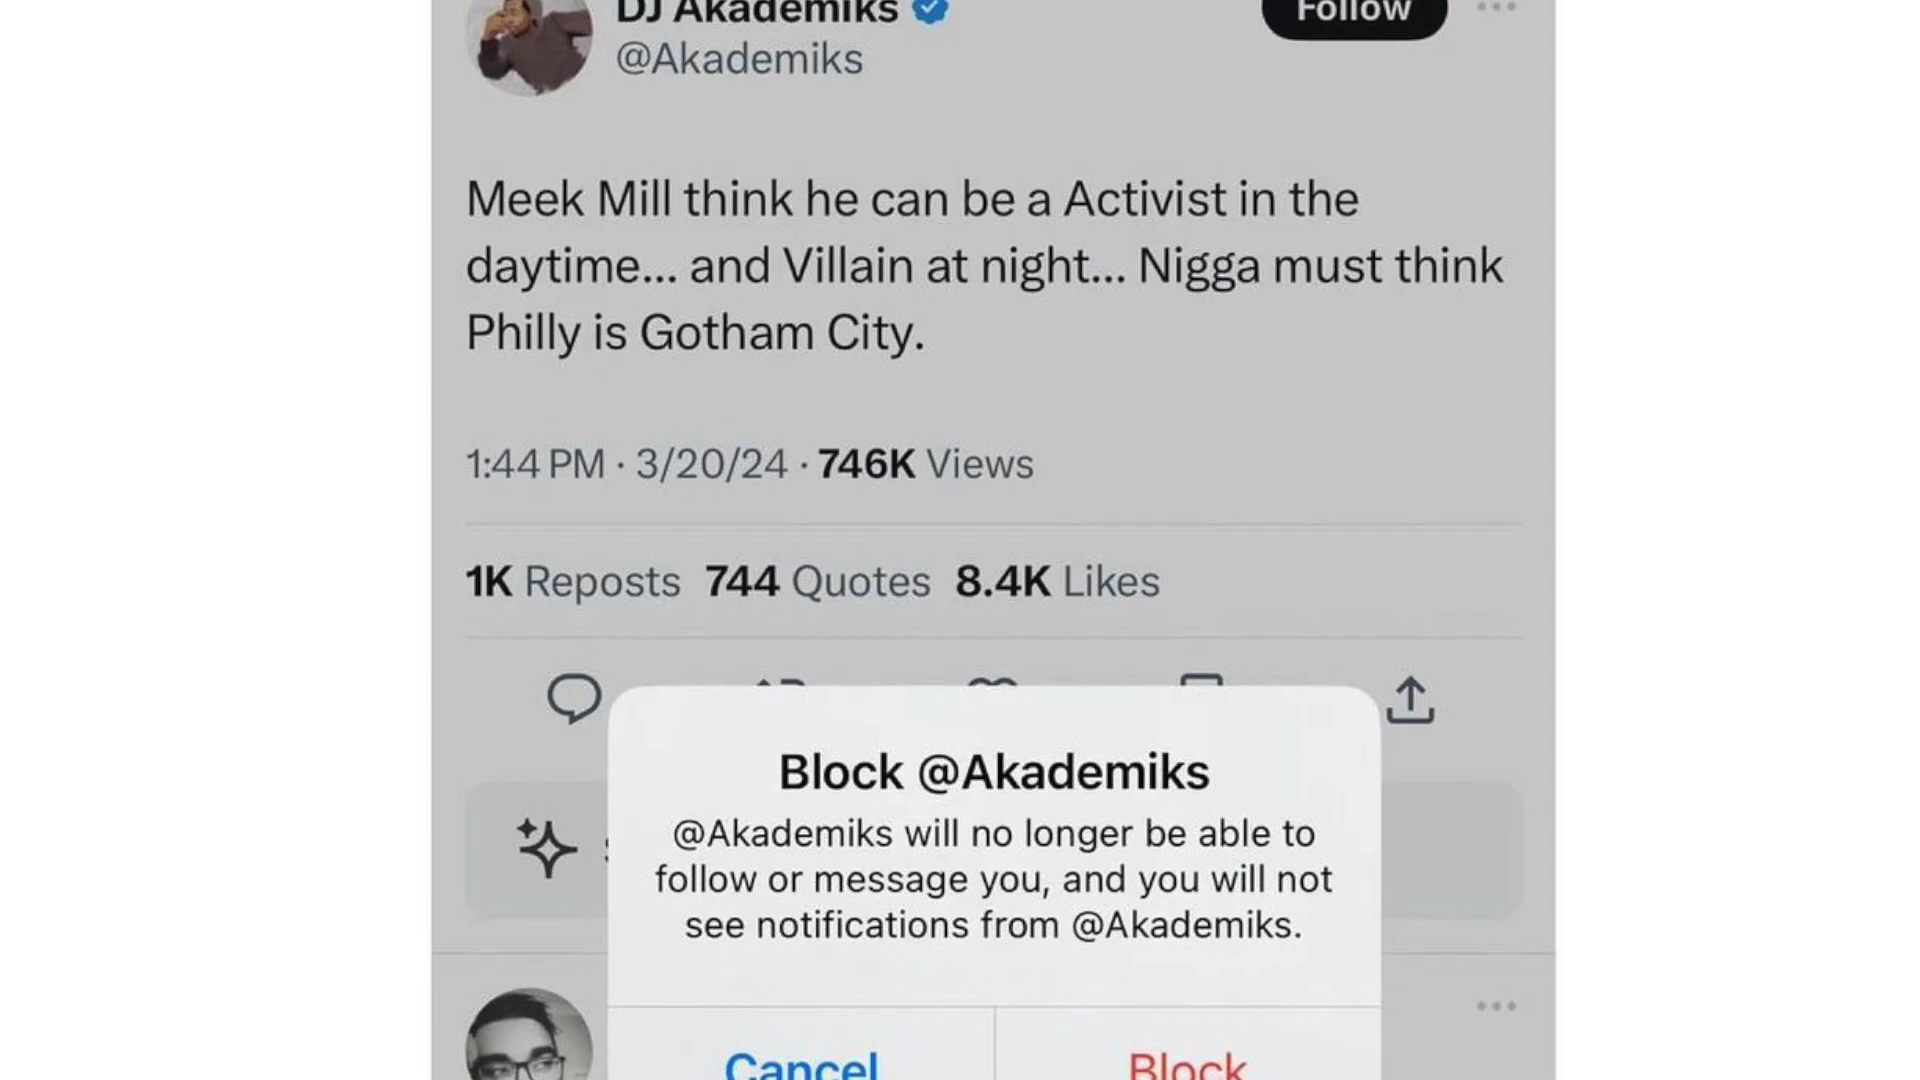 DJ Akademiks
Follow
@Akademiks
Meek Mill think he can be a Activist in the
daytime... and Villain at night... Nigga must think
Philly is Gotham City.
1:44 PM · 3/20/24 · 746K Views
1K Reposts 744 Quotes 8.4K Likes
Block @Akademiks
@Akademiks will no longer be able to
follow or message you, and you will not
see notifications from @Akademiks.
Cancel
Block